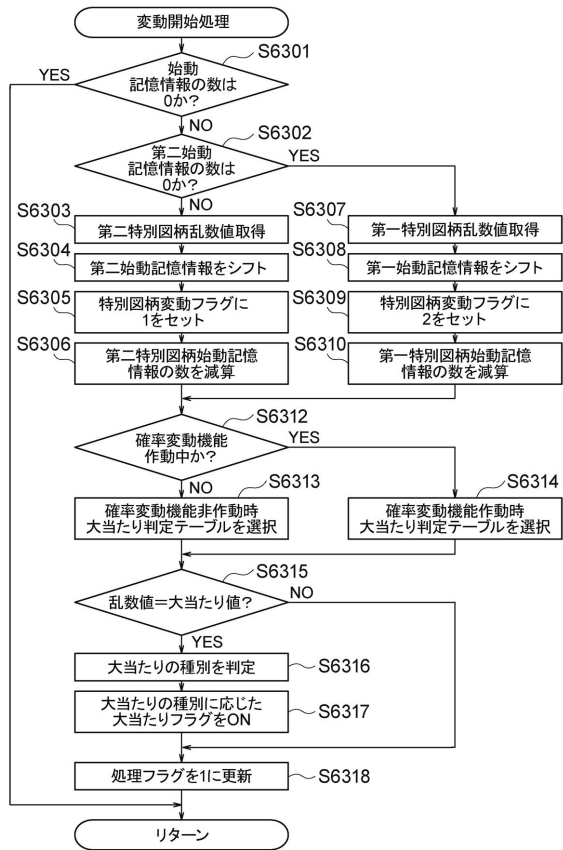 変動開始処理
S6301
始動
記憶情報の数は
0か?
YES
NO
S6302
第二始動
記憶情報の数は
0か?
YES
NO
S6303
第二特別図柄乱数値取得
S6307
第一特別図柄乱数値取得
S6304
第二始動記憶情報をシフト
S6308
第一始動記憶情報をシフト
S6305
特別図柄変動フラグに
1をセット
S6309
特別図柄変動フラグに
2をセット
S6306
第二特別図柄始動記憶
情報の数を減算
S6310
第一特別図柄始動記憶
情報の数を減算
S6312
確率変動機能
作動中か?
YES
NO
S6313
確率変動機能非作動時
大当たり判定テーブルを選択
S6314
確率変動機能作動時
大当たり判定テーブルを選択
S6315
乱数値=大当たり値?
NO
YES
大当たりの種別を判定
S6316
大当たりの種別に応じた
大当たりフラグをON
S6317
処理フラグを1に更新
S6318
リターン